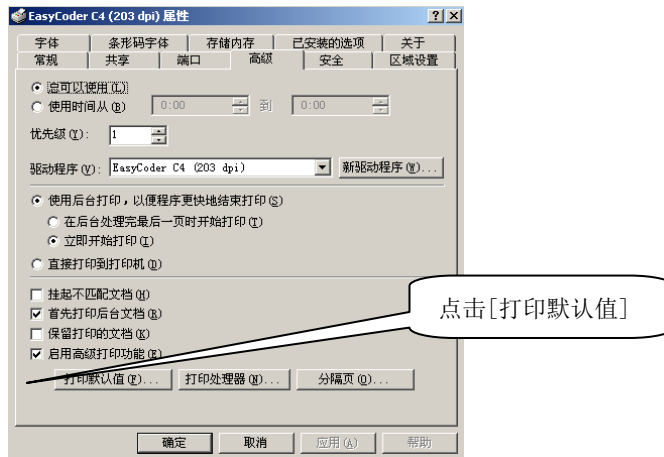 EasyCoder C4 (203 dpi) 属性
字体 条形码字体 存储内存 已安装的选项 关于
常规 共享 端口 高级 安全 区域设置
总可以使用(L)
使用时间从(B) 0:00 到 0:00
优先级(Y): 1
驱动程序(V): EasyCoder C4 (203 dpi) 新驱动程序(W)...
使用后台打印，以便程序更快地结束打印(S)
在后台处理完最后一页时开始打印(T)
立即开始打印(I)
直接打印到打印机(D)
挂起不匹配文档(H)
点击[打印默认值]
首先打印后台文档(R)
保留打印的文档(K)
启用高级打印功能(E)
打印默认值(F)... 打印处理器(N)... 分隔页(O)...
确定 取消 应用(A) 帮助